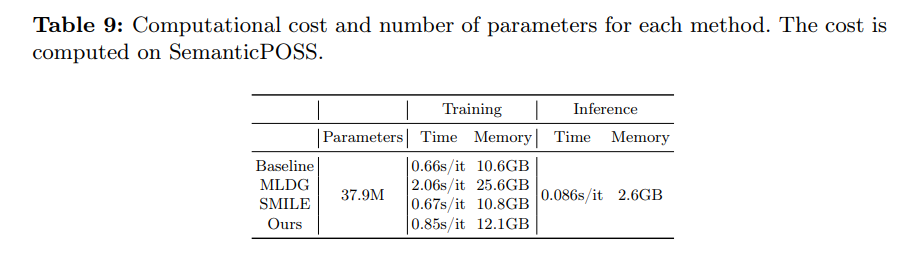 Table 9: Computational cost and number of parameters for each method. The cost is
computed on SemanticPOSS.
Training Inference
Parameters Time Memory Time Memory
Baseline 0.66s/it 10.6GB
MLDG 2.06s/it 25.6GB
37.9M 0.086s/it 2.6GB
SMILE 0.67s/it 10.8GB
Ours 0.85s/it 12.1GB